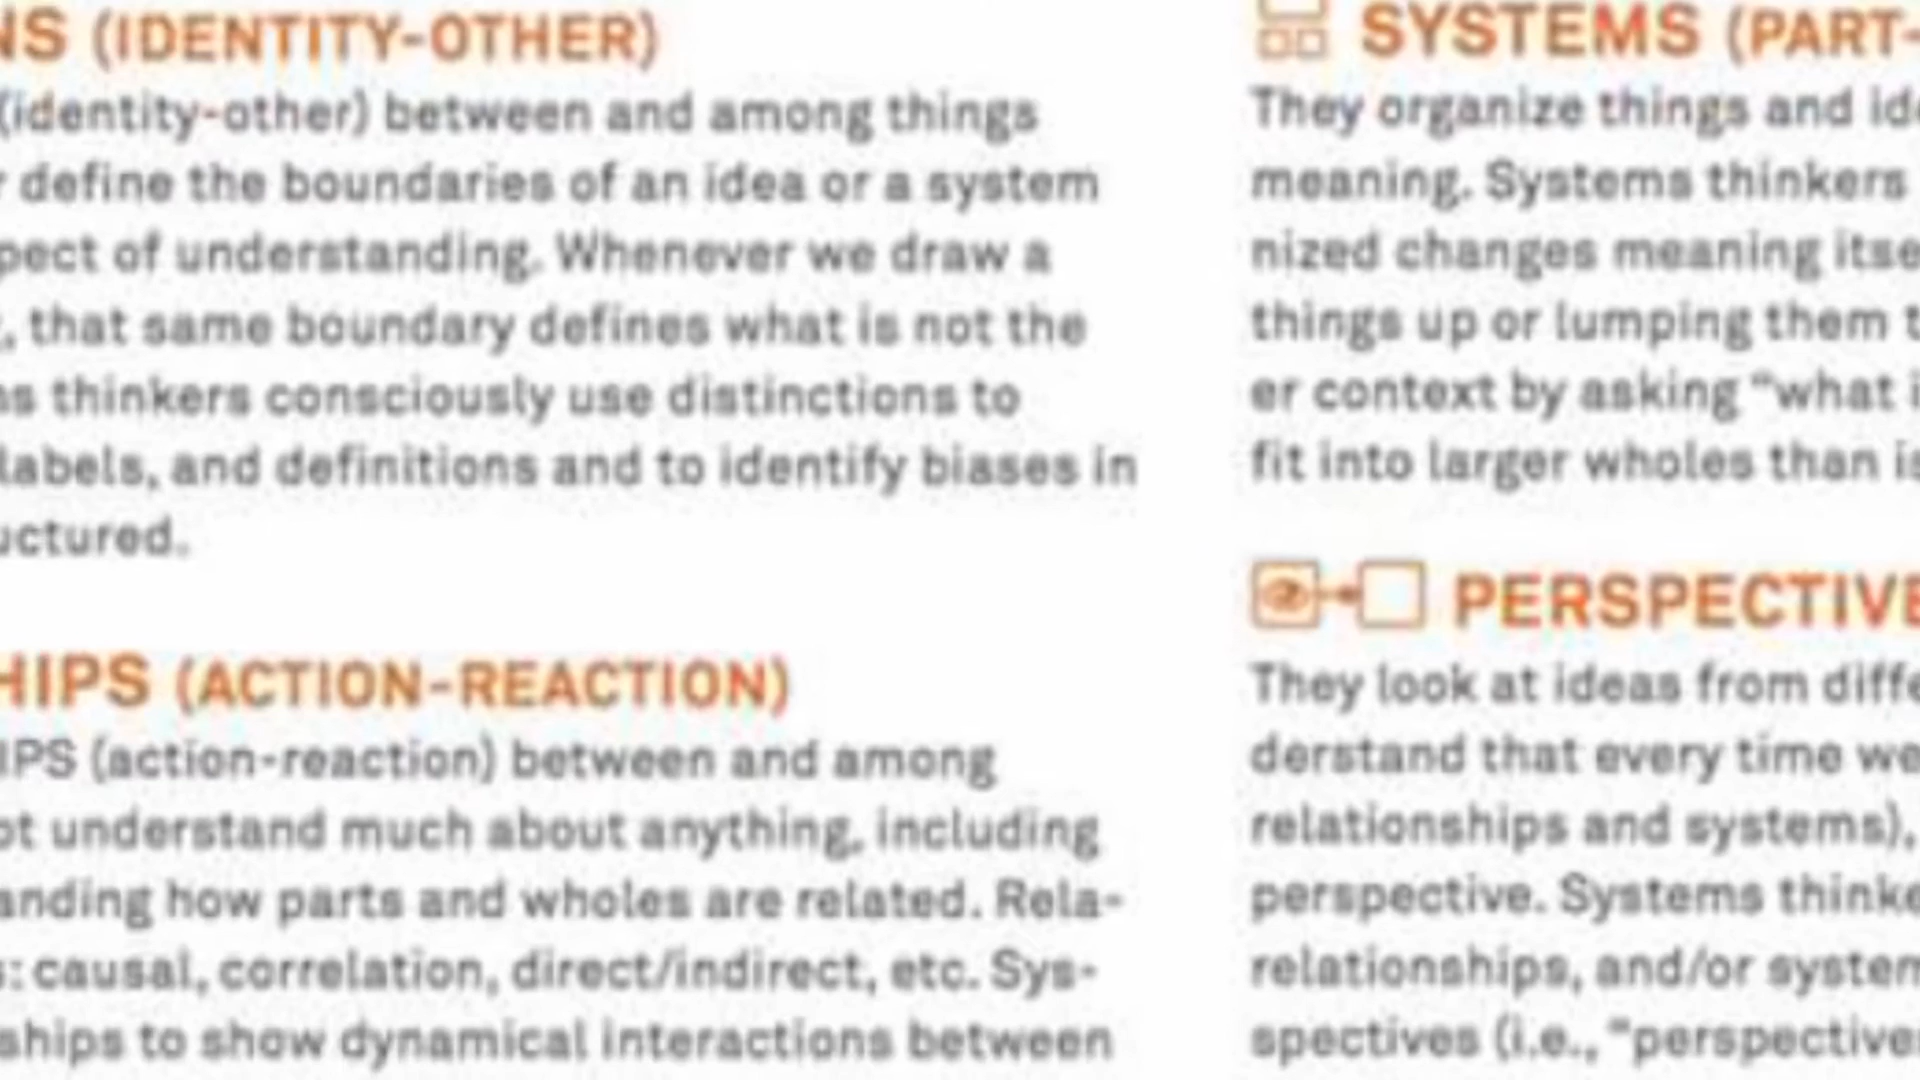 NS (IDENTITY-OTHER)
(identity-other) between and among things
r define the boundaries of an idea or a system
pect of understanding. Whenever we draw a
, that same boundary defines what is not the
ns thinkers consciously use distinctions to
labels, and definitions and to identify biases in
uctured.
HIPS (ACTION-REACTION)
IPS (action-reaction) between and among
ot understand much about anything, including
anding how parts and wholes are related. Rela-
s: causal, correlation, direct/indirect, etc. Sys-
ships to show dynamical interactions between
SYSTEMS (PART-
They organize things and ide
meaning. Systems thinkers
nized changes meaning itse
things up or lumping them t
er context by asking “what i
fit into larger wholes than is
PERSPECTIVE
They look at ideas from diffe
derstand that every time we
relationships and systems),
perspective. Systems thinke
relationships, and/or system
spectives (i.e., “perspective